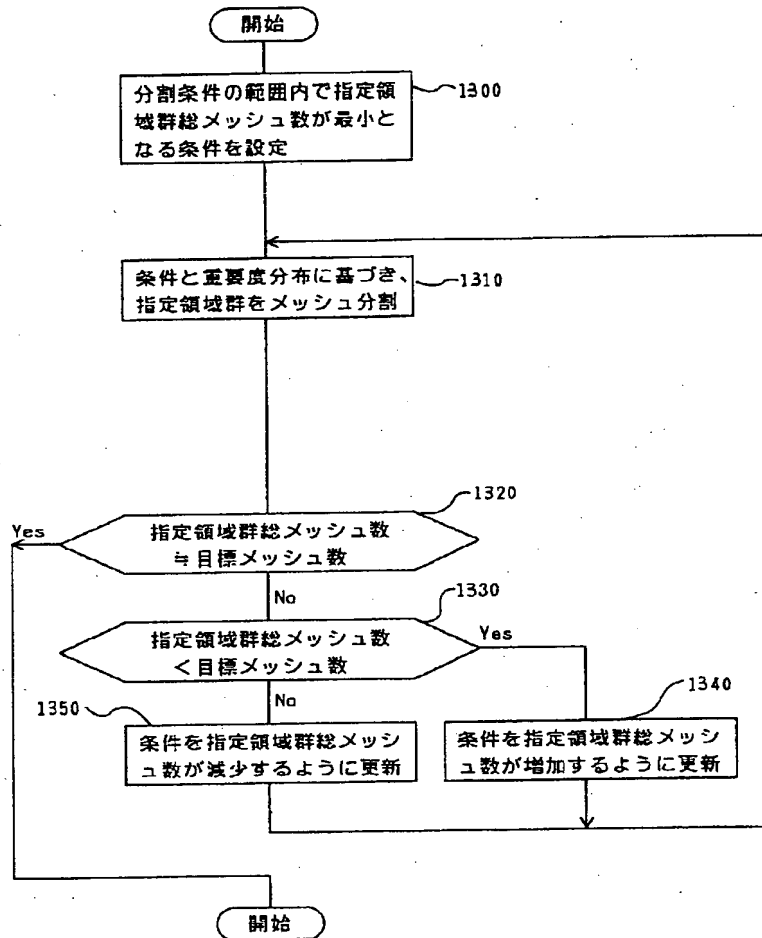 開始
分割条件の範囲内で指定領
域群総メッシュ数が最小と
なる条件を設定
1300
条件と重要度分布に基づき、
指定領域群をメッシュ分割
1310
1320
Yes
指定領域群総メッシュ数
≒目標メッシュ数
No
1330
指定領域群総メッシュ数
<目標メッシュ数
Yes
No
1350
1340
条件を指定領域群総メッシ
ュ数が減少するように更新
条件を指定領域群総メッシ
ュ数が増加するように更新
開始